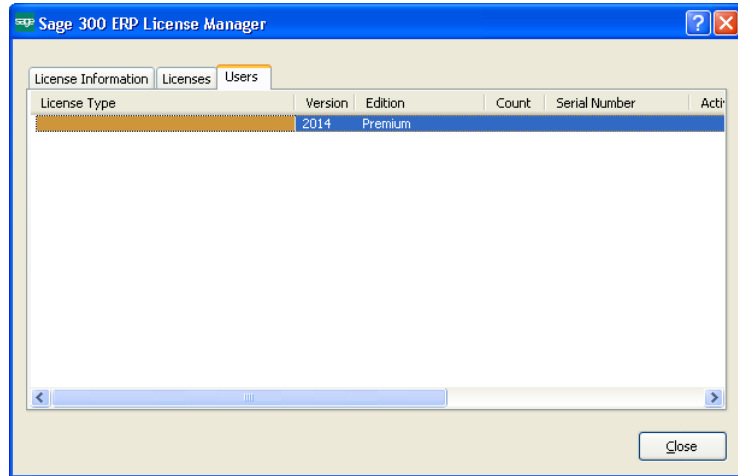 sage Sage 300 ERP License Manager
License Information Licenses Users
License Type Version Edition Count Serial Number Acti
2014 Premium
Close